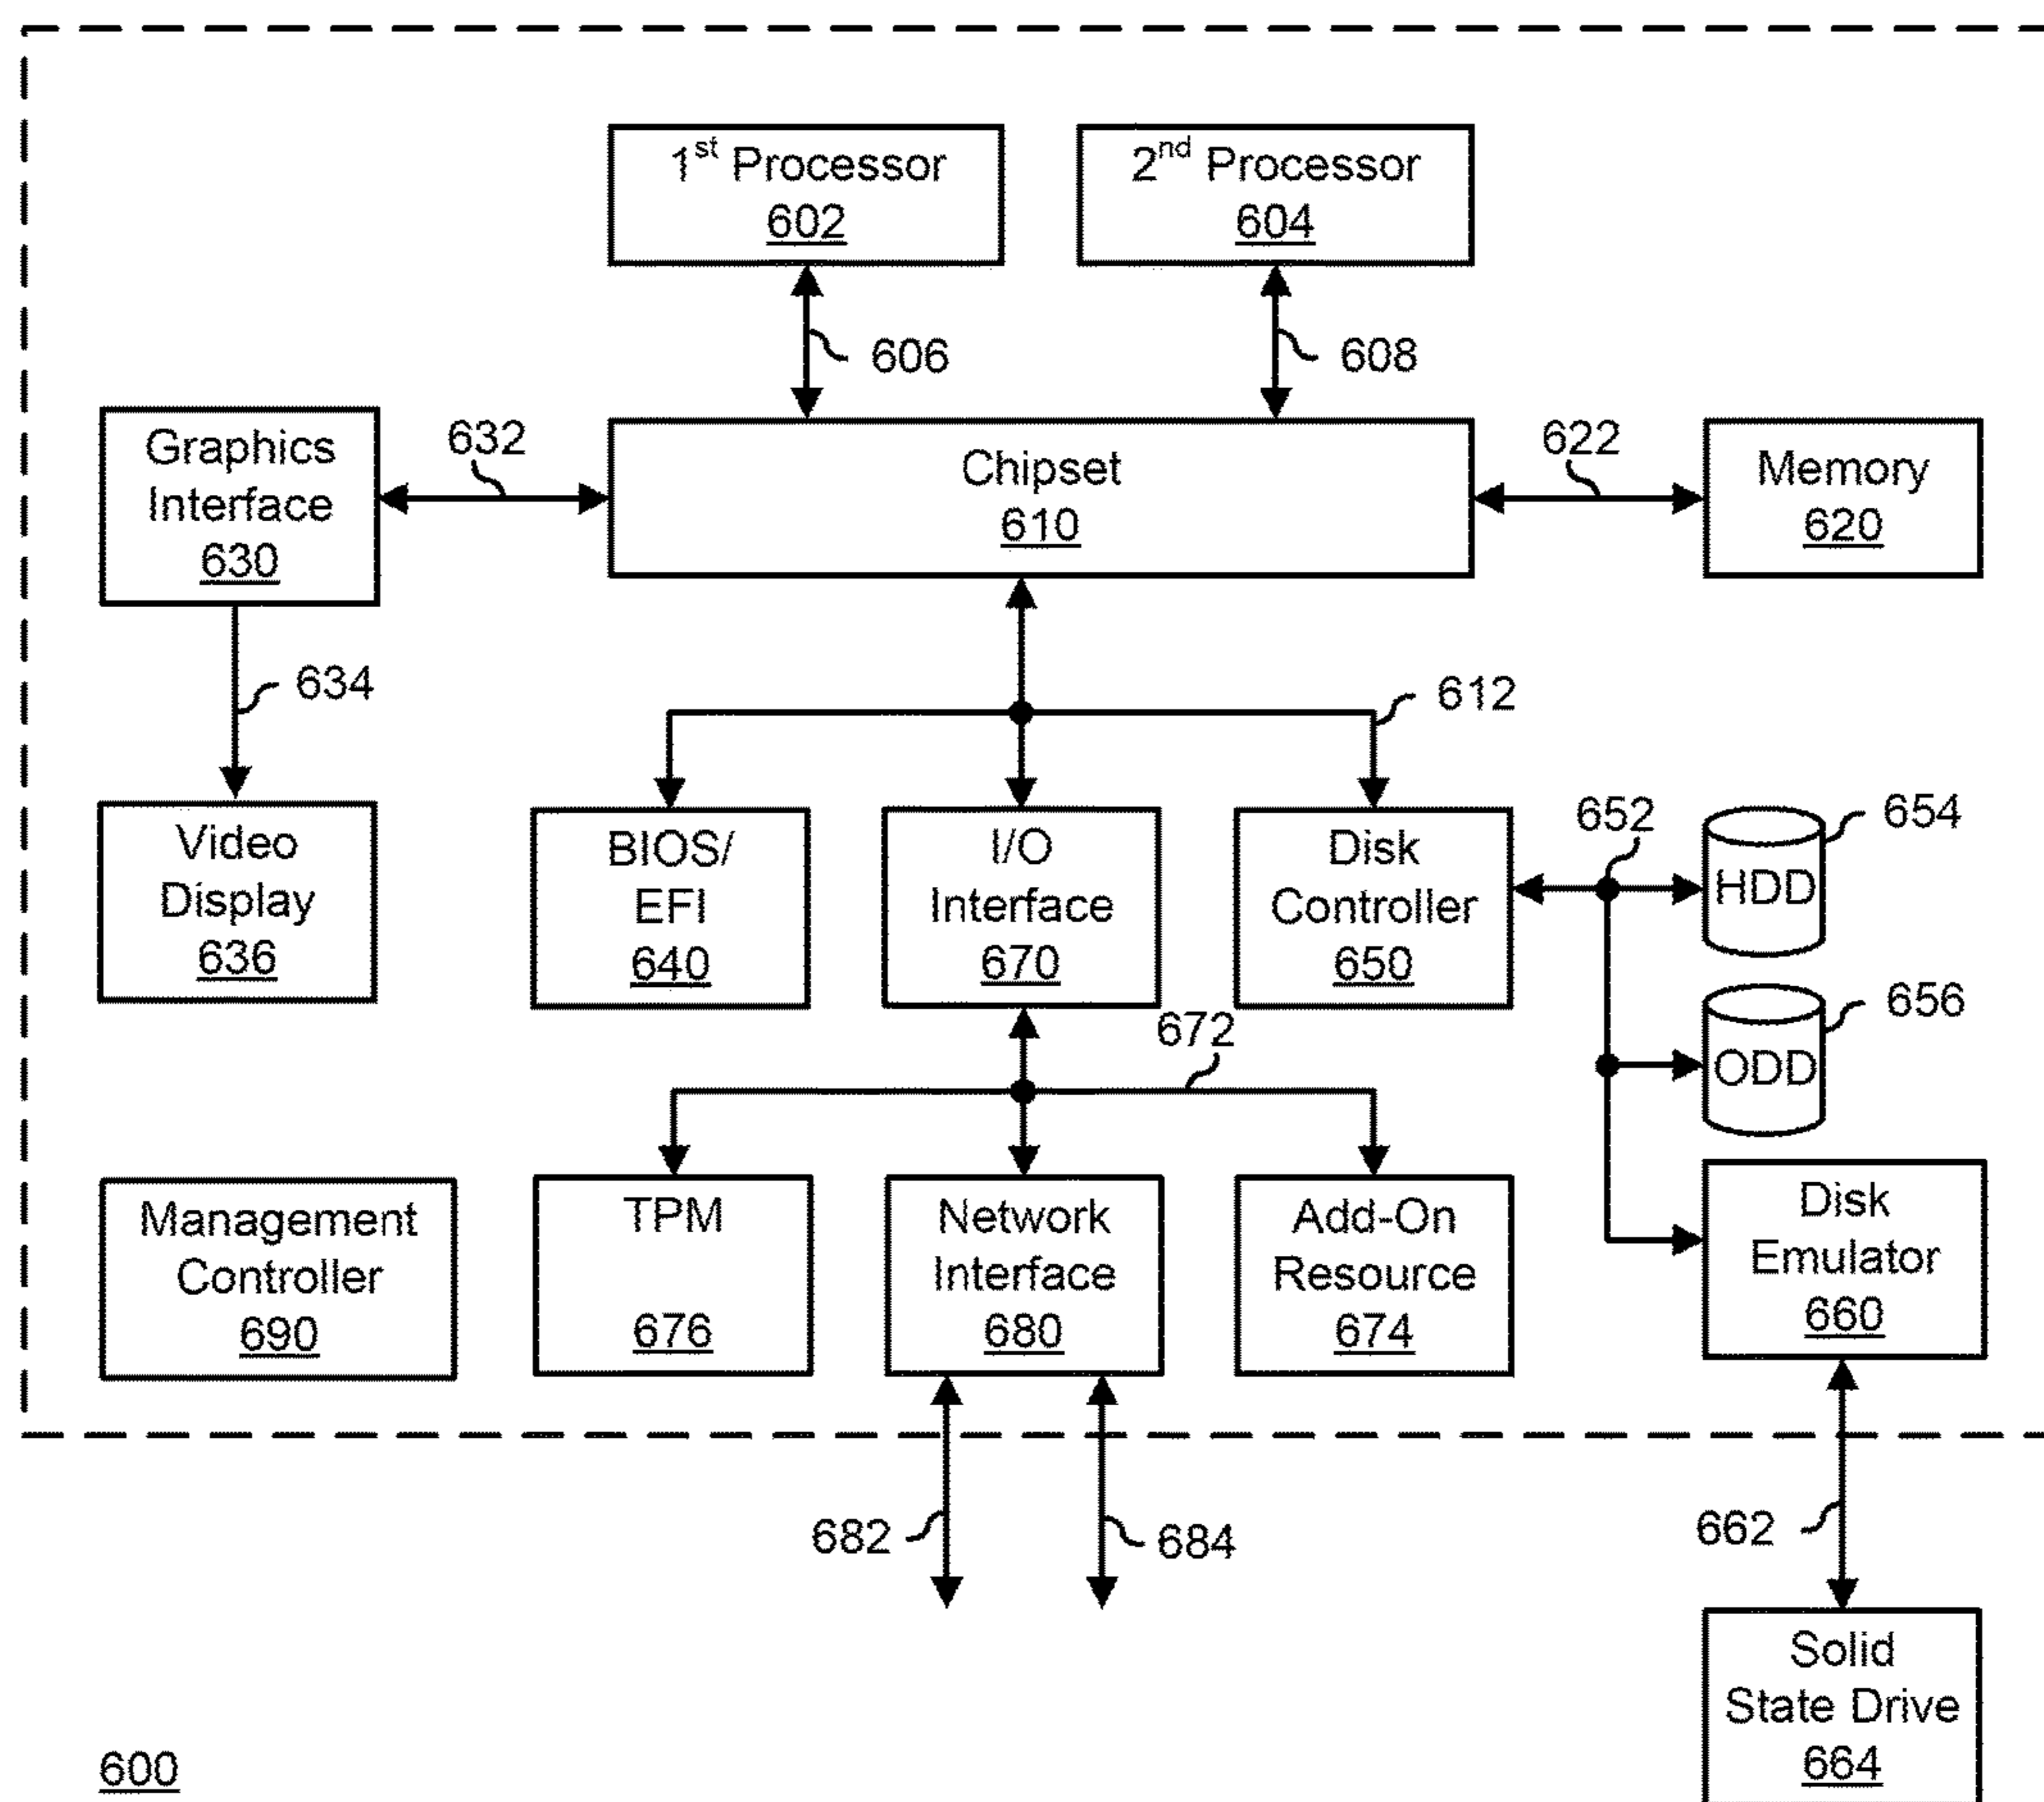 1st Processor
602
2nd Processor
604
606
608
Graphics
Interface
630
632
Chipset
610
622
Memory
620
634
612
Video
Display
636
BIOS/
EFI
640
I/O
Interface
670
Disk
Controller
650
652
HDD
654
ODD
656
672
Management
Controller
690
TPM
676
Network
Interface
680
Add-On
Resource
674
Disk
Emulator
660
682
684
662
Solid
State Drive
664
600